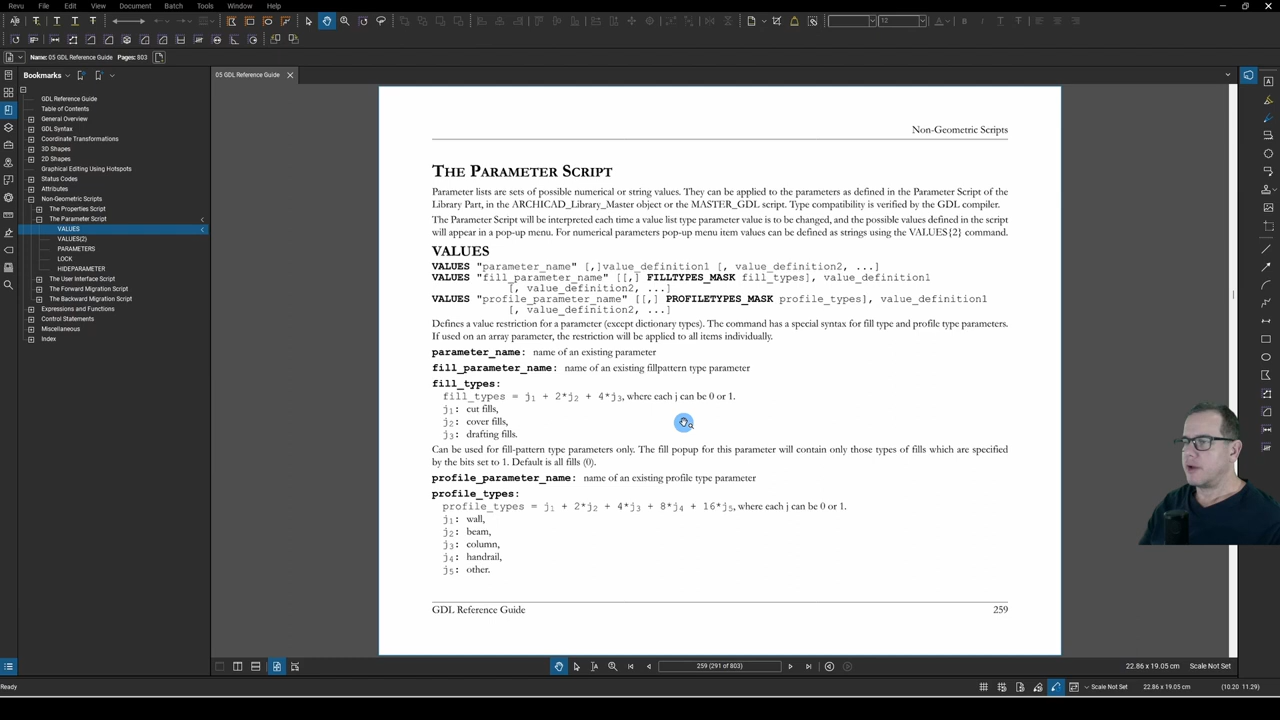 Revu File Edit View Document Batch Tools Window Help
12
Name: 05 GDL Reference Guide Pages: 803
Bookmarks
05 GDL Reference Guide
GDL Reference Guide
Table of Contents
General Overview
GDL Syntax
Coordinate Transformations
3D Shapes
2D Shapes
Graphical Editing Using Hotspots
Status Codes
Attributes
Non-Geometric Scripts
The Properties Script
The Parameter Script
VALUES
VALUES{2}
PARAMETERS
LOCK
HIDEPARAMETER
The User Interface Script
The Forward Migration Script
The Backward Migration Script
Expressions and Functions
Control Statements
Miscellaneous
Index
Non-Geometric Scripts
THE PARAMETER SCRIPT
Parameter lists are sets of possible numerical or string values. They can be applied to the parameters as defined in the Parameter Script of the
Library Part, in the ARCHICAD_Library_Master object or the MASTER_GDL script. Type compatibility is verified by the GDL compiler.
The Parameter Script will be interpreted each time a value list type parameter value is to be changed, and the possible values defined in the script
will appear in a pop-up menu. For numerical parameters pop-up menu item values can be defined as strings using the VALUES{2} command.
VALUES
VALUES "parameter_name" [,]value_definition1 [, value_definition2, ...]
VALUES "fill_parameter_name" [[,] FILLTYPES_MASK fill_types], value_definition1
[, value_definition2, ...]
VALUES "profile_parameter_name" [[,] PROFILETYPES_MASK profile_types], value_definition1
[, value_definition2, ...]
Defines a value restriction for a parameter (except dictionary types). The command has a special syntax for fill type and profile type parameters.
If used on an array parameter, the restriction will be applied to all items individually.
parameter_name: name of an existing parameter
fill_parameter_name: name of an existing fillpattern type parameter
fill_types:
fill_types = j1 + 2*j2 + 4*j3, where each j can be 0 or 1.
j1: cut fills,
j2: cover fills,
j3: drafting fills.
Can be used for fill-pattern type parameters only. The fill popup for this parameter will contain only those types of fills which are specified
by the bits set to 1. Default is all fills (0).
profile_parameter_name: name of an existing profile type parameter
profile_types:
profile_types = j1 + 2*j2 + 4*j3 + 8*j4 + 16*j5, where each j can be 0 or 1.
j1: wall,
j2: beam,
j3: column,
j4: handrail,
j5: other.
GDL Reference Guide 259
259 (291 of 803)
22.86 x 19.05 cm Scale Not Set
Ready
Scale Not Set 22.86 x 19.05 cm (10.20 11.29)